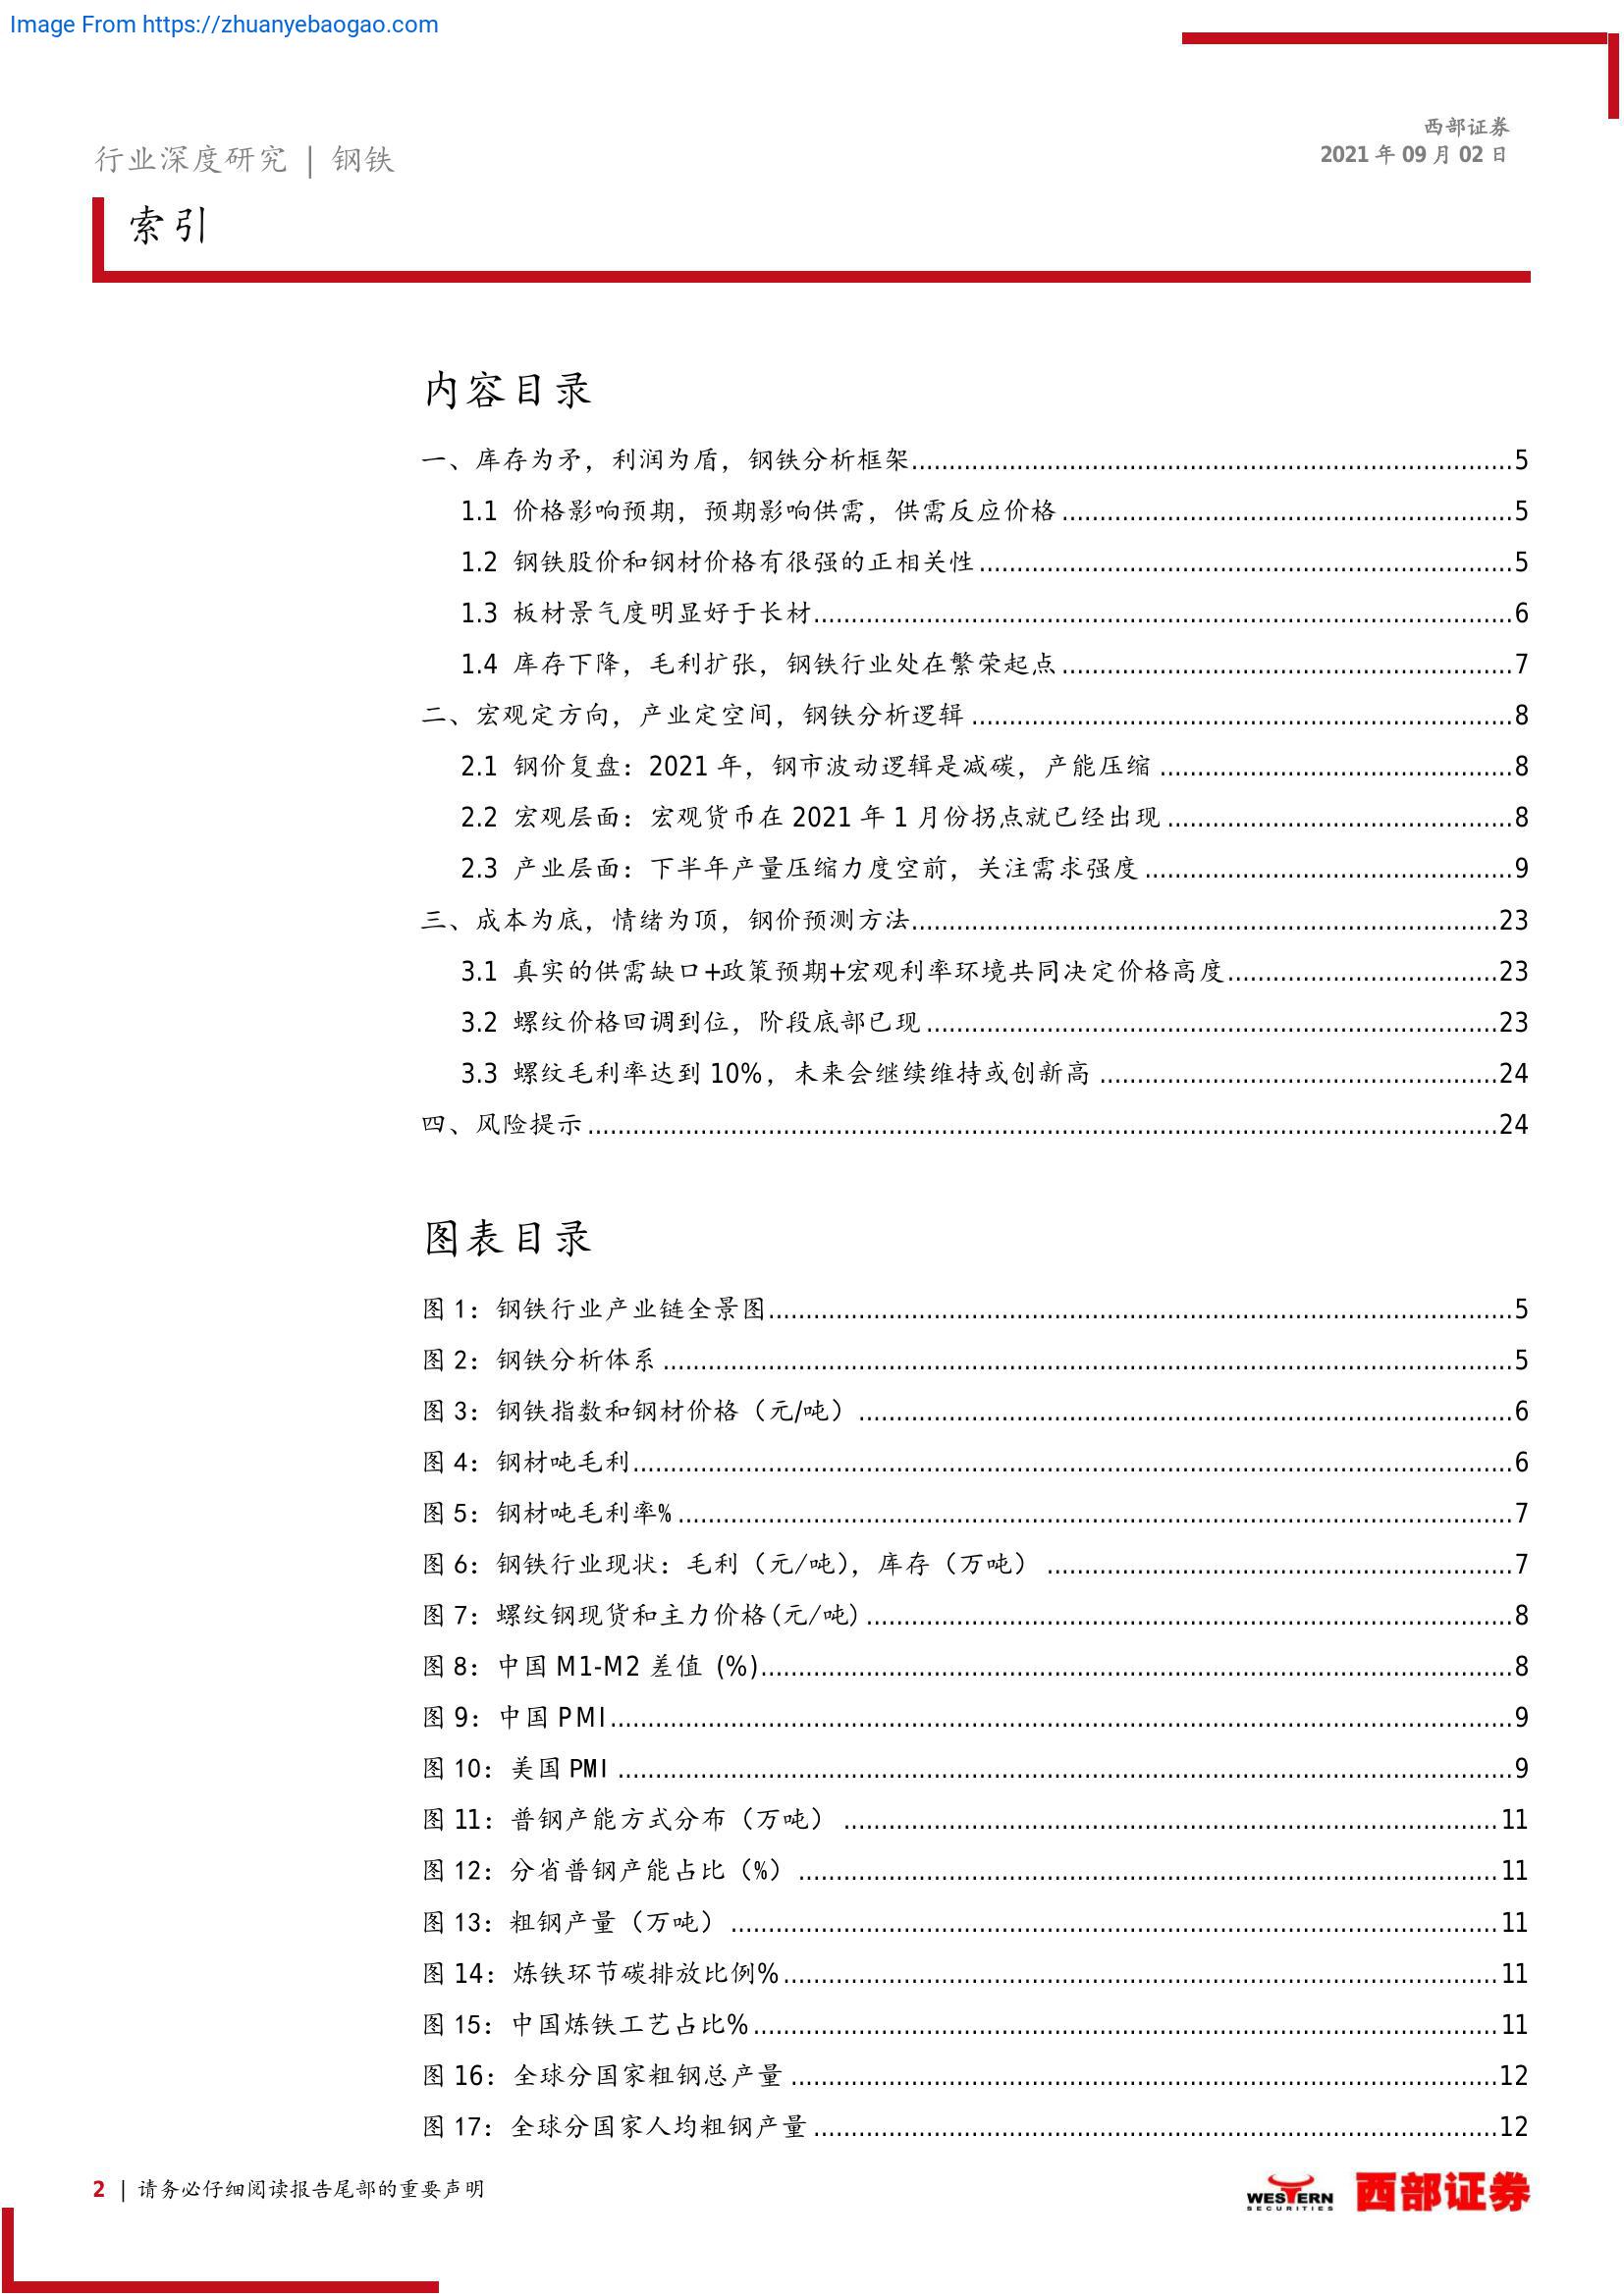 Image From https://zhuanyebaogao.com
西部证券
2021 年 09 月 02 日
行业深度研究 | 钢铁
索引
内容目录
一、库存为矛，利润为盾，钢铁分析框架 5
1.1 价格影响预期，预期影响供需，供需反应价格 5
1.2 钢铁股价和钢材价格有很强的正相关性 5
1.3 板材景气度明显好于长材 6
1.4 库存下降，毛利扩张，钢铁行业处在繁荣起点 7
二、宏观定方向，产业定空间，钢铁分析逻辑 8
2.1 钢价复盘：2021 年，钢市波动逻辑是减碳，产能压缩 8
2.2 宏观层面：宏观货币在 2021 年 1 月份拐点就已经出现 8
2.3 产业层面：下半年产量压缩力度空前，关注需求强度 9
三、成本为底，情绪为顶，钢价预测方法 23
3.1 真实的供需缺口+政策预期+宏观利率环境共同决定价格高度 23
3.2 螺纹价格回调到位，阶段底部已现 23
3.3 螺纹毛利率达到 10%，未来会继续维持或创新高 24
四、风险提示 24
图表目录
图 1：钢铁行业产业链全景图 5
图 2：钢铁分析体系 5
图 3：钢铁指数和钢材价格（元/吨） 6
图 4：钢材吨毛利 6
图 5：钢材吨毛利率% 7
图 6：钢铁行业现状：毛利（元/吨），库存（万吨） 7
图 7：螺纹钢现货和主力价格(元/吨) 8
图 8：中国 M1-M2 差值 (%) 8
图 9：中国 PMI 9
图 10：美国 PMI 9
图 11：普钢产能方式分布（万吨） 11
图 12：分省普钢产能占比（%） 11
图 13：粗钢产量（万吨） 11
图 14：炼铁环节碳排放比例% 11
图 15：中国炼铁工艺占比% 11
图 16：全球分国家粗钢总产量 12
图 17：全球分国家人均粗钢产量 12
2 | 请务必仔细阅读报告尾部的重要声明
WESTERN
SECURITIES
西部证券